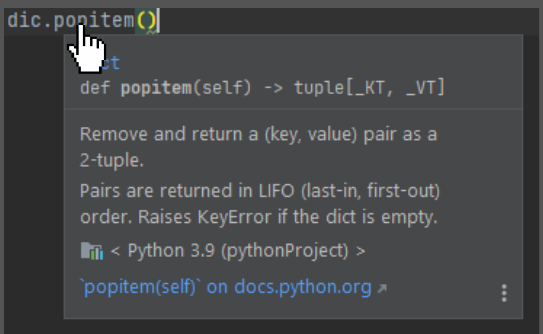 dic.popitem()
def popitem(self) -> tuple[_KT, _VT]
Remove and return a (key, value) pair as a
2-tuple.
Pairs are returned in LIFO (last-in, first-out)
order. Raises KeyError if the dict is empty.
< Python 3.9 (pythonProject) >
`popitem(self)` on docs.python.org ↗